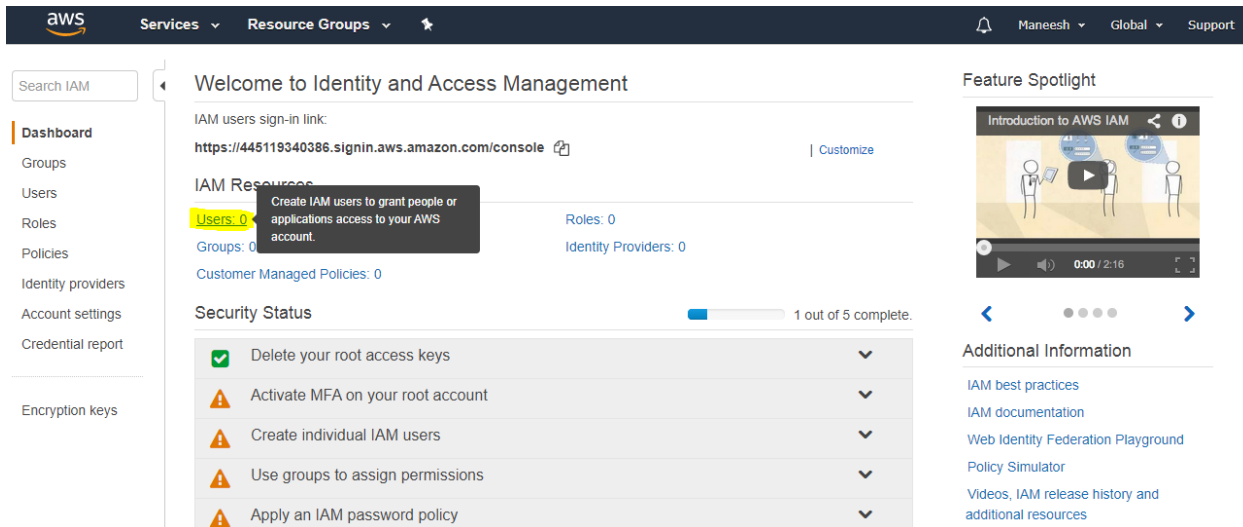 aws
Services
Resource Groups
Maneesh
Global
Support
Search IAM
Dashboard
Groups
Users
Roles
Policies
Identity providers
Account settings
Credential report
Encryption keys
Welcome to Identity and Access Management
IAM users sign-in link:
https://445119340386.signin.aws.amazon.com/console
| Customize
IAM Resources
Users: 0
Create IAM users to grant people or
applications access to your AWS
account.
Roles: 0
Groups: 0
Identity Providers: 0
Customer Managed Policies: 0
Security Status
1 out of 5 complete.
Delete your root access keys
Activate MFA on your root account
Create individual IAM users
Use groups to assign permissions
Apply an IAM password policy
Feature Spotlight
Introduction to AWS IAM
0:00 / 2:16
Additional Information
IAM best practices
IAM documentation
Web Identity Federation Playground
Policy Simulator
Videos, IAM release history and
additional resources